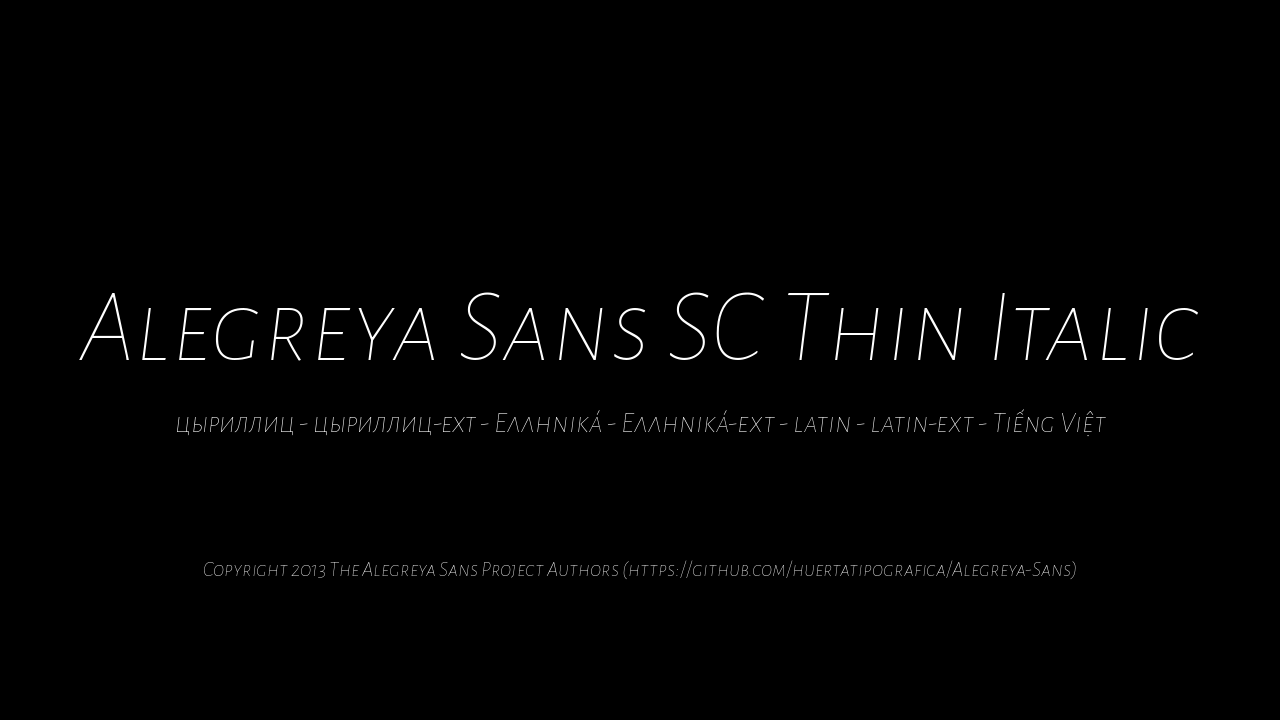 Alegreya Sans SC Thin Italic
цыриллиц - цыриллиц-ext - Ελληνικά - Ελληνικά-ext - latin - latin-ext - Tiếng Việt
Copyright 2013 The Alegreya Sans Project Authors (https://github.com/huertatipografica/Alegreya-Sans)